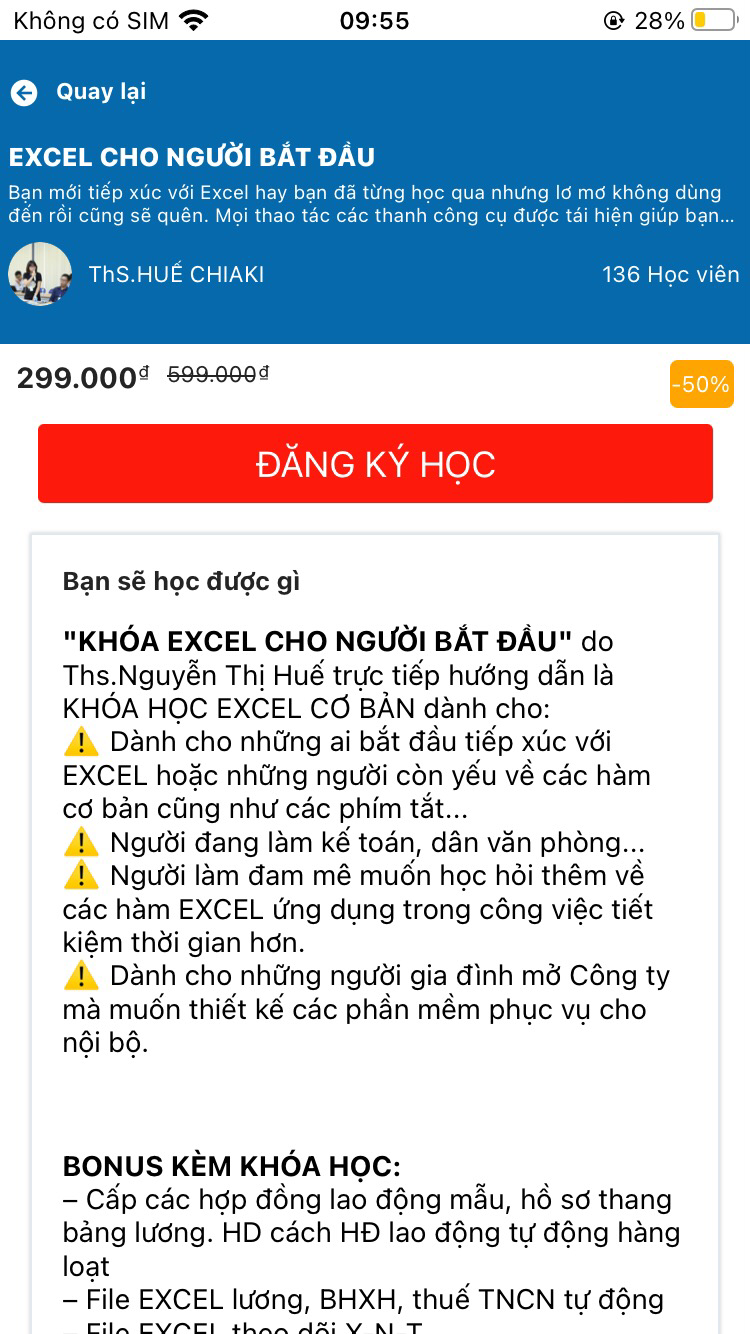 Không có SIM 09:55 28%
Quay lại
EXCEL CHO NGƯỜI BẮT ĐẦU
Bạn mới tiếp xúc với Excel hay bạn đã từng học qua nhưng lơ mơ không dùng
đến rồi cũng sẽ quên. Mọi thao tác các thanh công cụ được tái hiện giúp bạn...
ThS.HUẾ CHIAKI 136 Học viên
299.000đ 599.000đ -50%
ĐĂNG KÝ HỌC
Bạn sẽ học được gì
"KHÓA EXCEL CHO NGƯỜI BẮT ĐẦU" do
Ths.Nguyễn Thị Huế trực tiếp hướng dẫn là
KHÓA HỌC EXCEL CƠ BẢN dành cho:
⚠️ Dành cho những ai bắt đầu tiếp xúc với
EXCEL hoặc những người còn yếu về các hàm
cơ bản cũng như các phím tắt...
⚠️ Người đang làm kế toán, dân văn phòng...
⚠️ Người làm đam mê muốn học hỏi thêm về
các hàm EXCEL ứng dụng trong công việc tiết
kiệm thời gian hơn.
⚠️ Dành cho những người gia đình mở Công ty
mà muốn thiết kế các phần mềm phục vụ cho
nội bộ.
BONUS KÈM KHÓA HỌC:
– Cấp các hợp đồng lao động mẫu, hồ sơ thang
bảng lương. HD cách HĐ lao động tự động hàng
loạt
– File EXCEL lương, BHXH, thuế TNCN tự động
– File EXCEL theo dõi X-N-T